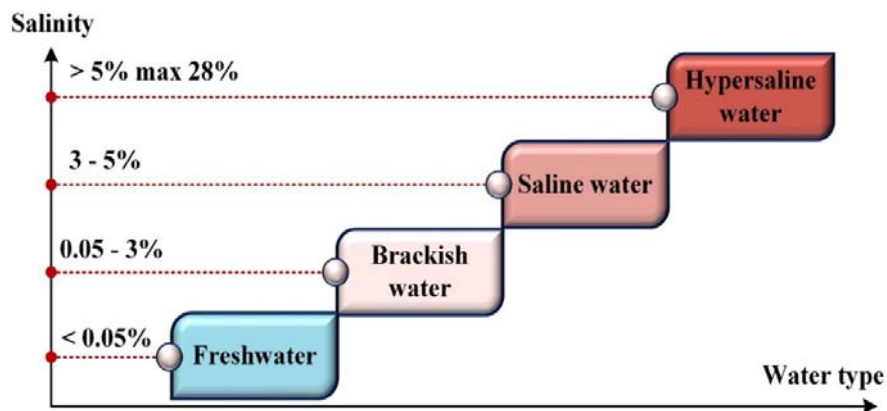 Salinity
> 5% max 28%
Hypersaline
water
3 - 5%
Saline water
0.05 - 3%
Brackish
water
< 0.05%
Freshwater
Water type